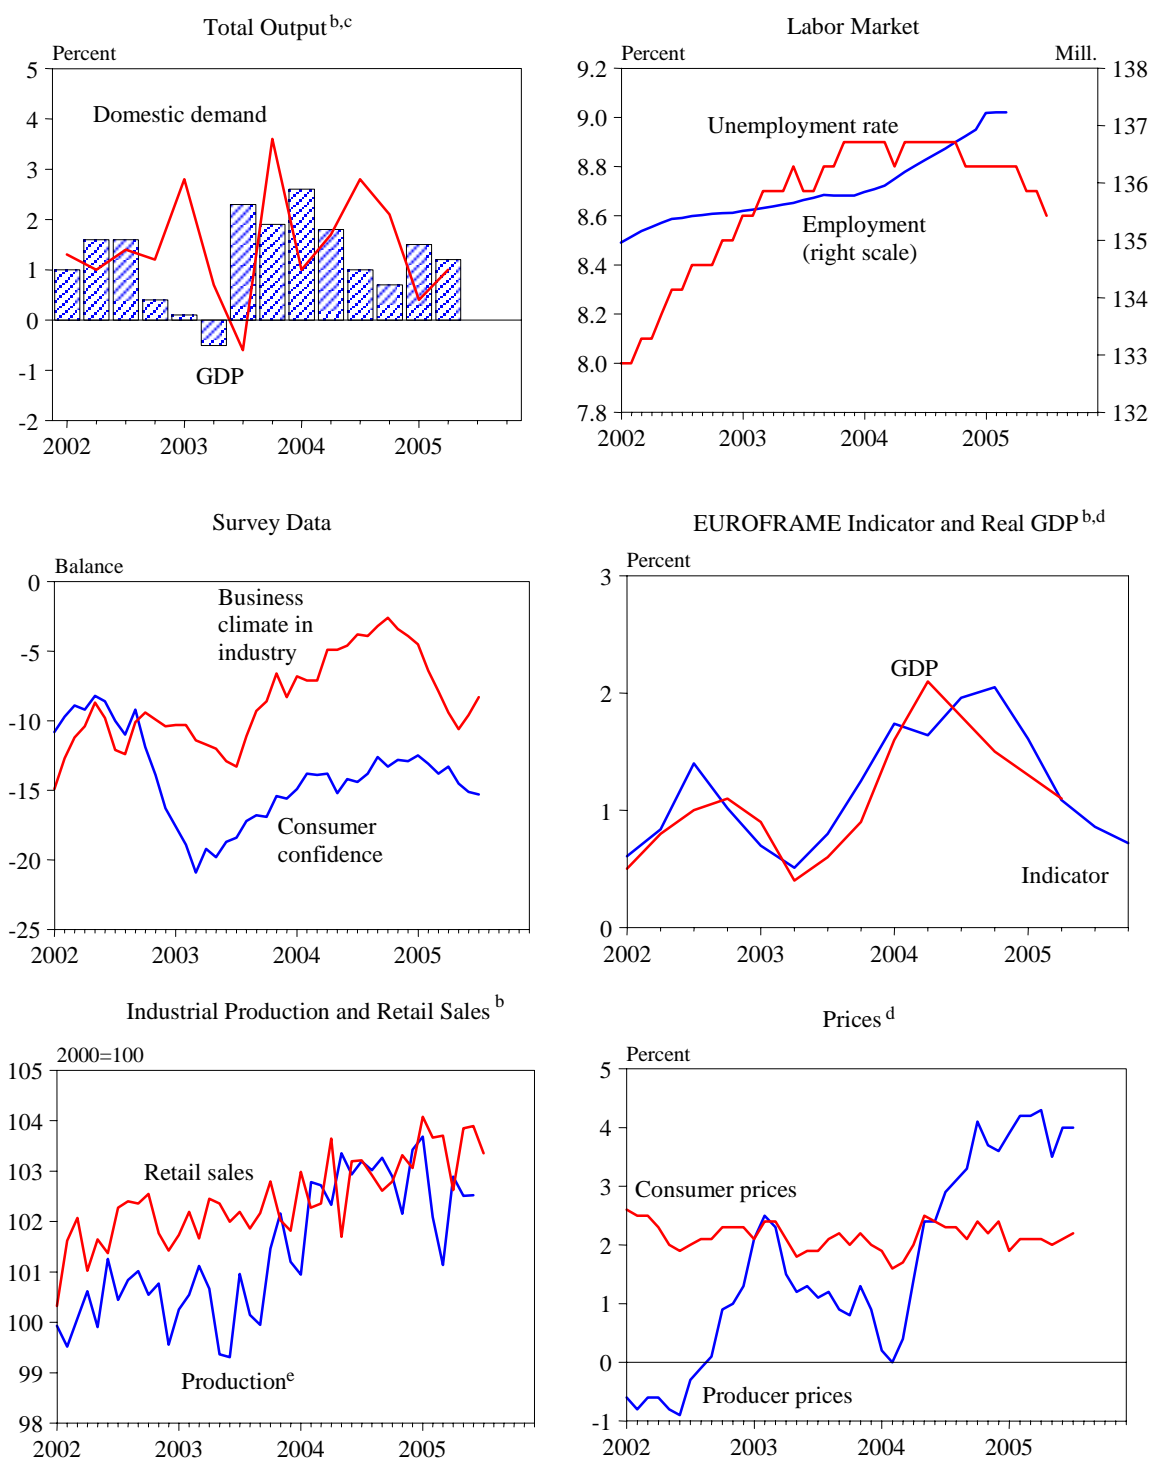 Total Output b,c
Percent
5
4
3
2
1
0
-1
-2
Domestic demand
GDP
2002 2003 2004 2005
Labor Market
Percent
Mill.
9.2
9.0
8.8
8.6
8.4
8.2
8.0
7.8
138
137
136
135
134
133
132
Unemployment rate
Employment
(right scale)
2002 2003 2004 2005
Survey Data
Balance
0
-5
-10
-15
-20
-25
Business
climate in
industry
Consumer
confidence
2002 2003 2004 2005
EUROFRAME Indicator and Real GDP b,d
Percent
3
2
1
0
GDP
Indicator
2002 2003 2004 2005
Industrial Production and Retail Sales b
2000=100
105
104
103
102
101
100
99
98
Retail sales
Production e
2002 2003 2004 2005
Prices d
Percent
5
4
3
2
1
0
-1
Consumer prices
Producer prices
2002 2003 2004 2005